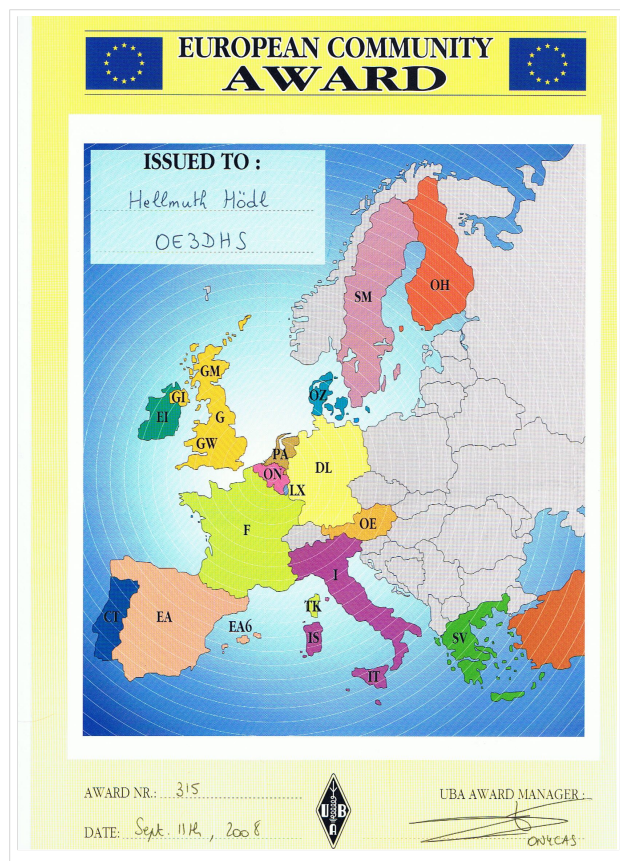 EUROPEAN COMMUNITY
AWARD
ISSUED TO :
Hellmuth Hödl
OE3DHS
SM
OH
GM
GI
EI
G
GW
OZ
PA
ON
DL
LX
F
OE
I
CT
EA
EA6
TK
IS
IT
SV
AWARD NR.: 315
UBA AWARD MANAGER :
UBA
DATE: Sept. 11th, 2008
ON4CAS